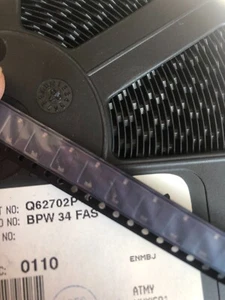 T NO: Q62702P
D NO: BPW 34 FAS
NO:
0110
ENMBJ
ATMY